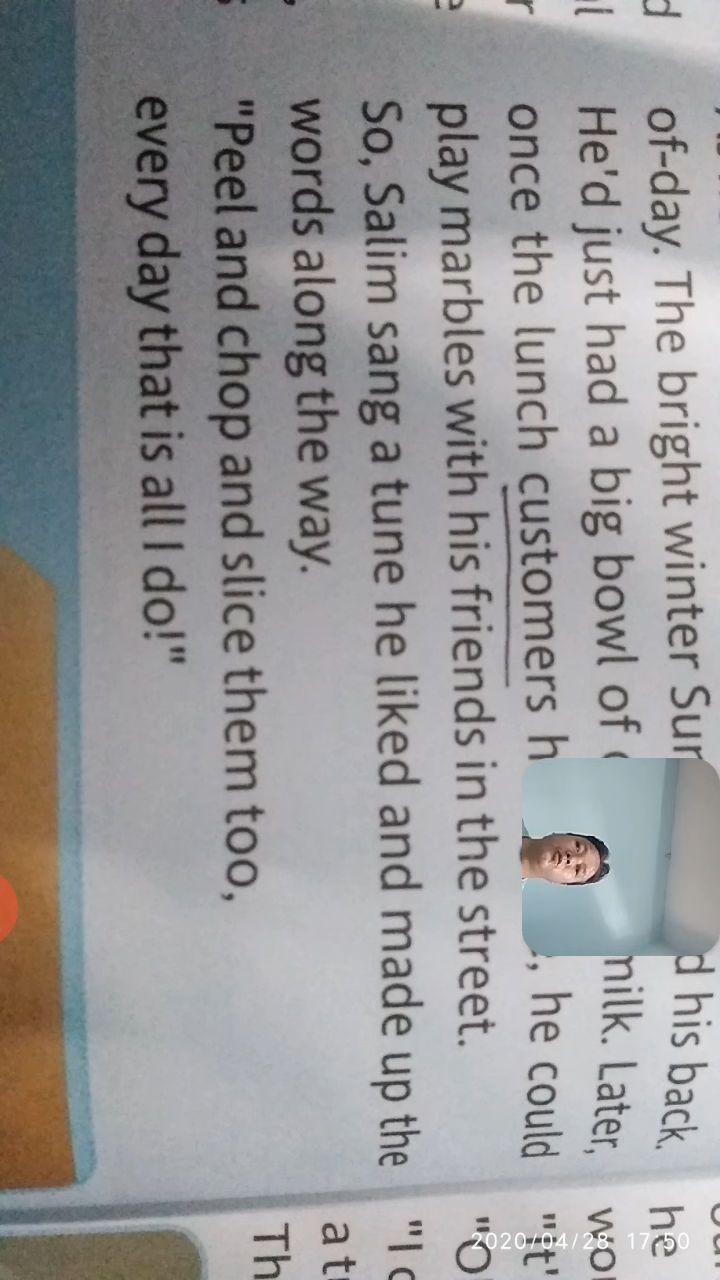 of-day. The bright winter Sun his back.
He'd just had a big bowl of milk. Later,
once the lunch customers he could
play marbles with his friends in the street.
So, Salim sang a tune he liked and made up the
words along the way.
"Peel and chop and slice them too,
every day that is all I do!"
he
wo
"I
Th
2020/04/28 17:50